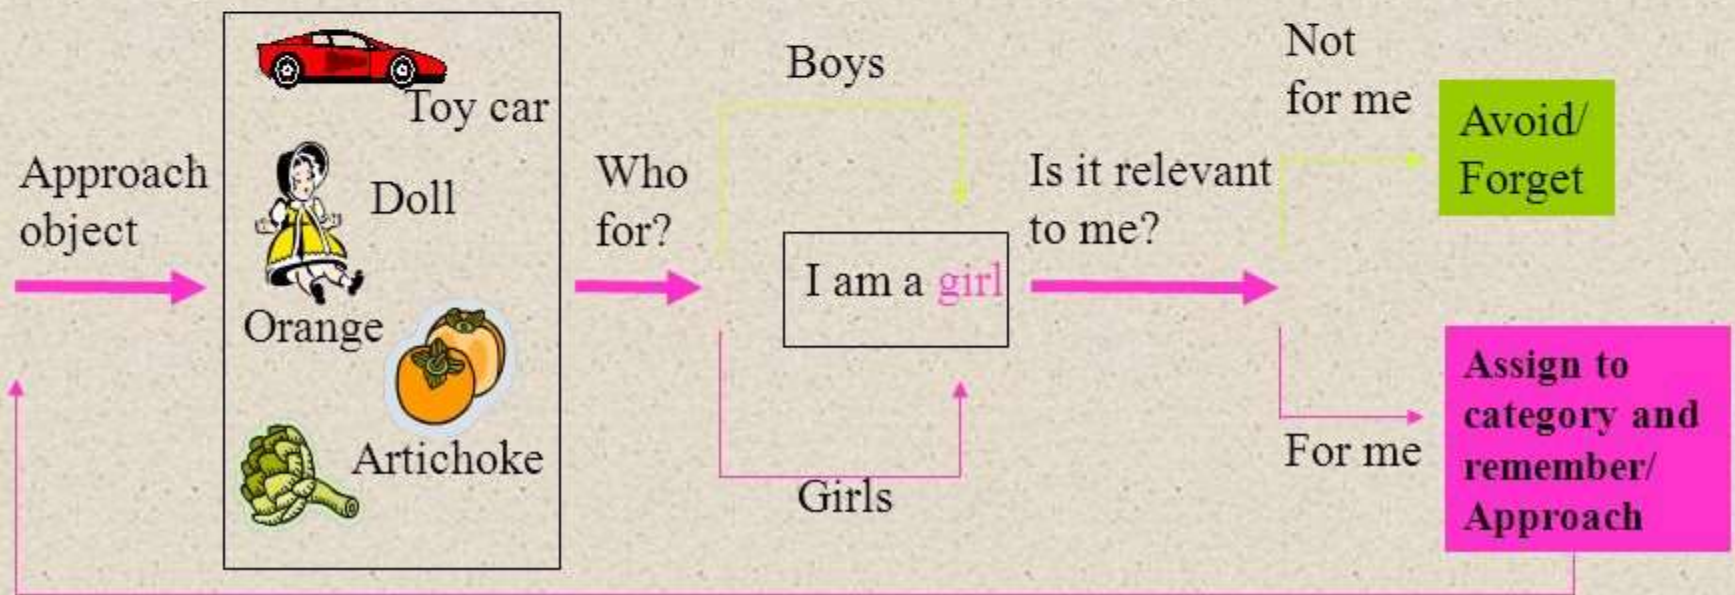 Approach
object
Toy car
Doll
Orange
Artichoke
Who
for?
Boys
I am a girl
Girls
Is it relevant
to me?
Not
for me
Avoid/
Forget
For me
Assign to
category and
remember/
Approach